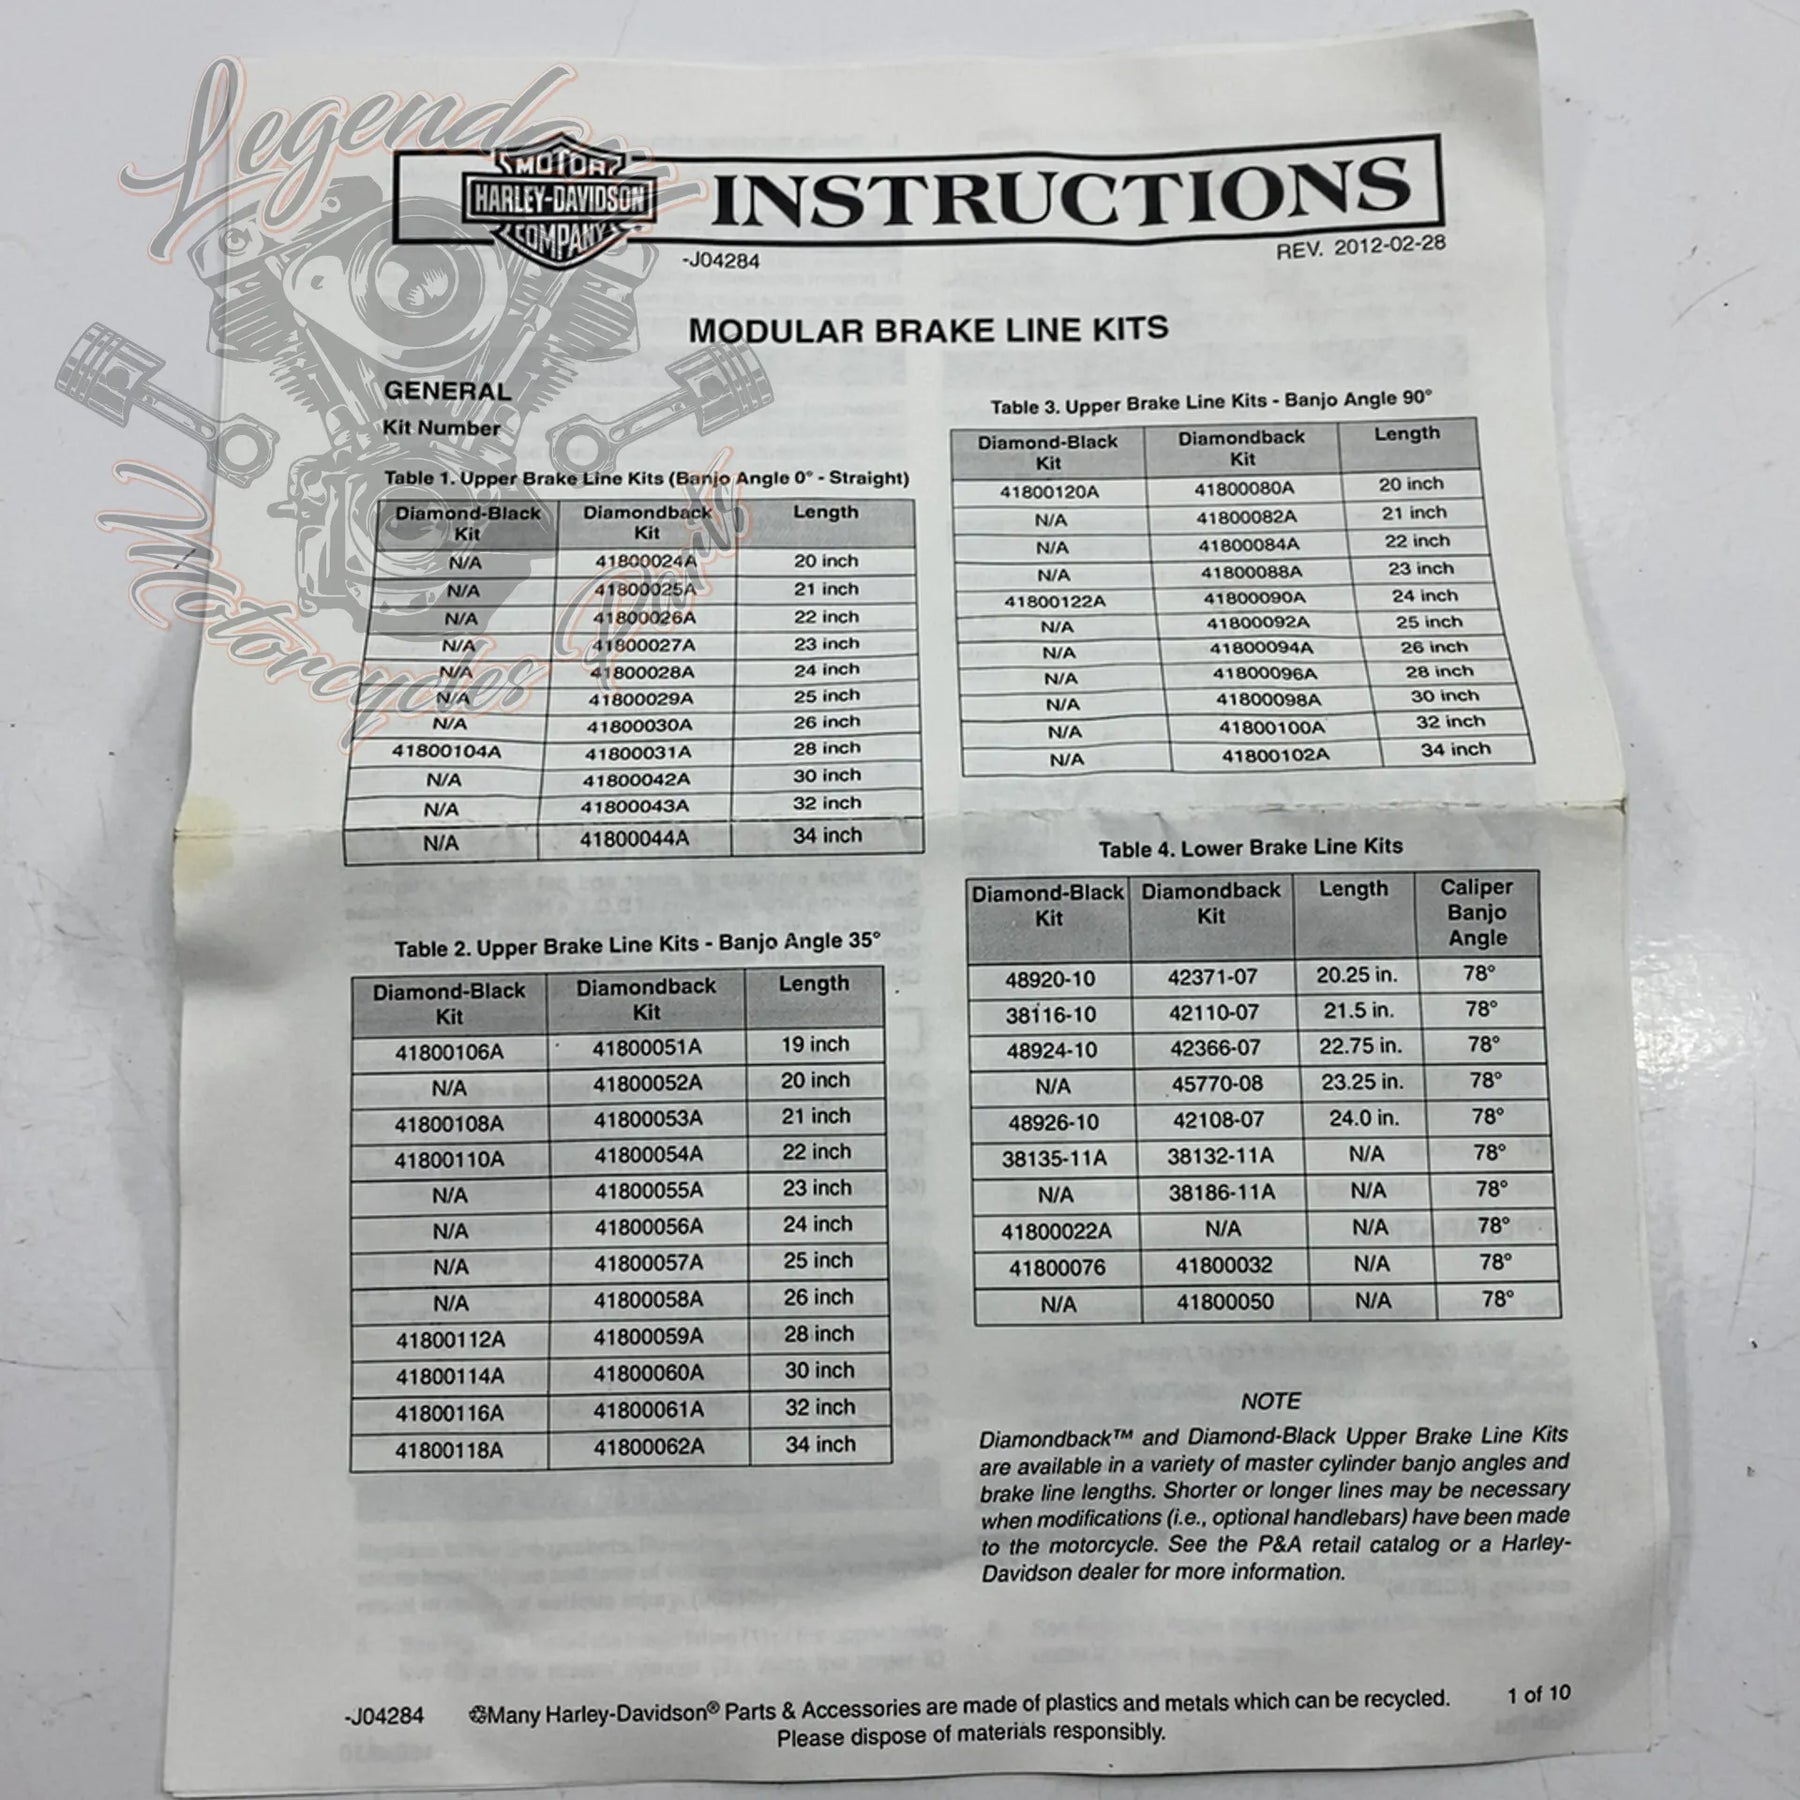 Legendary
Motorcycles Parts
MOTOR
HARLEY-DAVIDSON
COMPANY
INSTRUCTIONS
-J04284
REV. 2012-02-28
MODULAR BRAKE LINE KITS
GENERAL
Kit Number
Table 1. Upper Brake Line Kits (Banjo Angle 0° - Straight)
Diamond-Black Kit Diamondback Kit Length
N/A 41800024A 20 inch
N/A 41800025A 21 inch
N/A 41800026A 22 inch
N/A 41800027A 23 inch
N/A 41800028A 24 inch
N/A 41800029A 25 inch
N/A 41800030A 26 inch
41800104A 41800031A 28 inch
N/A 41800042A 30 inch
N/A 41800043A 32 inch
N/A 41800044A 34 inch
Table 2. Upper Brake Line Kits - Banjo Angle 35°
Diamond-Black Kit Diamondback Kit Length
41800106A 41800051A 19 inch
N/A 41800052A 20 inch
41800108A 41800053A 21 inch
41800110A 41800054A 22 inch
N/A 41800055A 23 inch
N/A 41800056A 24 inch
N/A 41800057A 25 inch
N/A 41800058A 26 inch
41800112A 41800059A 28 inch
41800114A 41800060A 30 inch
41800116A 41800061A 32 inch
41800118A 41800062A 34 inch
Table 3. Upper Brake Line Kits - Banjo Angle 90°
Diamond-Black Kit Diamondback Kit Length
41800120A 41800080A 20 inch
N/A 41800082A 21 inch
N/A 41800084A 22 inch
N/A 41800088A 23 inch
41800122A 41800090A 24 inch
N/A 41800092A 25 inch
N/A 41800094A 26 inch
N/A 41800096A 28 inch
N/A 41800098A 30 inch
N/A 41800100A 32 inch
N/A 41800102A 34 inch
Table 4. Lower Brake Line Kits
Diamond-Black Kit Diamondback Kit Length Caliper Banjo Angle
48920-10 42371-07 20.25 in. 78°
38116-10 42110-07 21.5 in. 78°
48924-10 42366-07 22.75 in. 78°
N/A 45770-08 23.25 in. 78°
48926-10 42108-07 24.0 in. 78°
38135-11A 38132-11A N/A 78°
N/A 38186-11A N/A 78°
41800022A N/A N/A 78°
41800076 41800032 N/A 78°
N/A 41800050 N/A 78°
NOTE
Diamondback™ and Diamond-Black Upper Brake Line Kits
are available in a variety of master cylinder banjo angles and
brake line lengths. Shorter or longer lines may be necessary
when modifications (i.e., optional handlebars) have been made
to the motorcycle. See the P&A retail catalog or a Harley-
Davidson dealer for more information.
-J04284 Many Harley-Davidson® Parts & Accessories are made of plastics and metals which can be recycled. 1 of 10
Please dispose of materials responsibly.